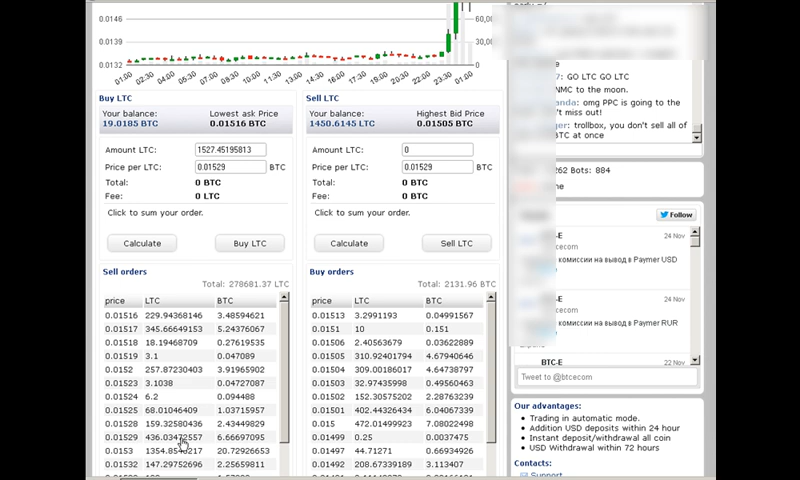 0.0146
0.0139
0.0132
60,00
30,00
0
01:00 02:30 04:00 05:30 07:00 08:30 10:00 11:30 13:00 14:30 16:00 17:30 19:00 20:30 22:00 23:30 01:00
Buy LTC
Your balance:
19.0185 BTC
Lowest ask Price
0.01516 BTC
Amount LTC: 1527.45195813
Price per LTC: 0.01529 BTC
Total: 0 BTC
Fee: 0 LTC
Click to sum your order.
Calculate
Buy LTC
Sell LTC
Your balance:
1450.6145 LTC
Highest Bid Price
0.01505 BTC
Amount LTC: 0
Price per LTC: 0.01529 BTC
Total: 0 BTC
Fee: 0 BTC
Click to sum your order.
Calculate
Sell LTC
Sell orders
Total: 278681.37 LTC
price LTC BTC
0.01516 229.94368146 3.48594621
0.01517 345.66649153 5.24376067
0.01518 18.19468709 0.27619535
0.01519 3.1 0.047089
0.0152 257.87230403 3.91965902
0.01523 3.1038 0.04727087
0.01524 6.2 0.094488
0.01525 68.01046409 1.03715957
0.01528 159.32580436 2.43449829
0.01529 436.03472557 6.66697095
0.0153 20.72926653
0.01532 147.29752696 2.25659811
Buy orders
Total: 2131.96 BTC
price LTC BTC
0.01513 3.2991193 0.04991567
0.0151 10 0.151
0.01506 2.40563679 0.03622889
0.01505 310.92401794 4.67940646
0.01504 309.00186017 4.64738797
0.01503 32.97435998 0.49560463
0.01502 152.30575202 2.28763239
0.01501 402.44326434 6.04067339
0.015 472.01499923 7.08022498
0.01499 0.25 0.0037475
0.01497 44.71271 0.66934926
0.01492 208.67339189 3.113407
7: GO LTC GO LTC
NMC to the moon.
anda: omg PPC is going to the
n't miss out!
ger: trollbox, you don't sell all of
BTC at once
262 Bots: 884
Follow
C-E 24 Nov
tcecom
комиссии на вывод в Paymer USD
C-E 24 Nov
tcecom
комиссии на вывод в Paymer RUR
BTC-E 22 Nov
Tweet to @btcecom
Our advantages:
Trading in automatic mode.
Addition USD deposits within 24 hour
Instant deposit/withdrawal all coin
USD Withdrawal within 72 hours
Contacts:
Support